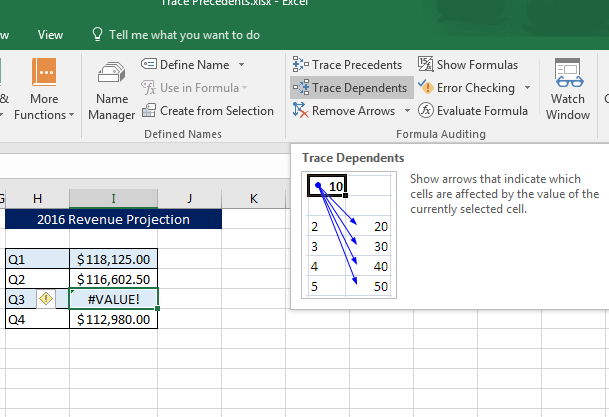 Trace Precedents.xlsx - Excel
View
Tell me what you want to do
&
More
Functions
Name
Manager
Define Name
Use in Formula
Create from Selection
Defined Names
Trace Precedents
Trace Dependents
Remove Arrows
Show Formulas
Error Checking
Evaluate Formula
Formula Auditing
Watch
Window
Trace Dependents
Show arrows that indicate which
cells are affected by the value of the
currently selected cell.
10
2 20
3 30
4 40
5 50
G H I J K
2016 Revenue Projection
Q1 $118,125.00
Q2 $116,602.50
Q3 #VALUE!
Q4 $112,980.00